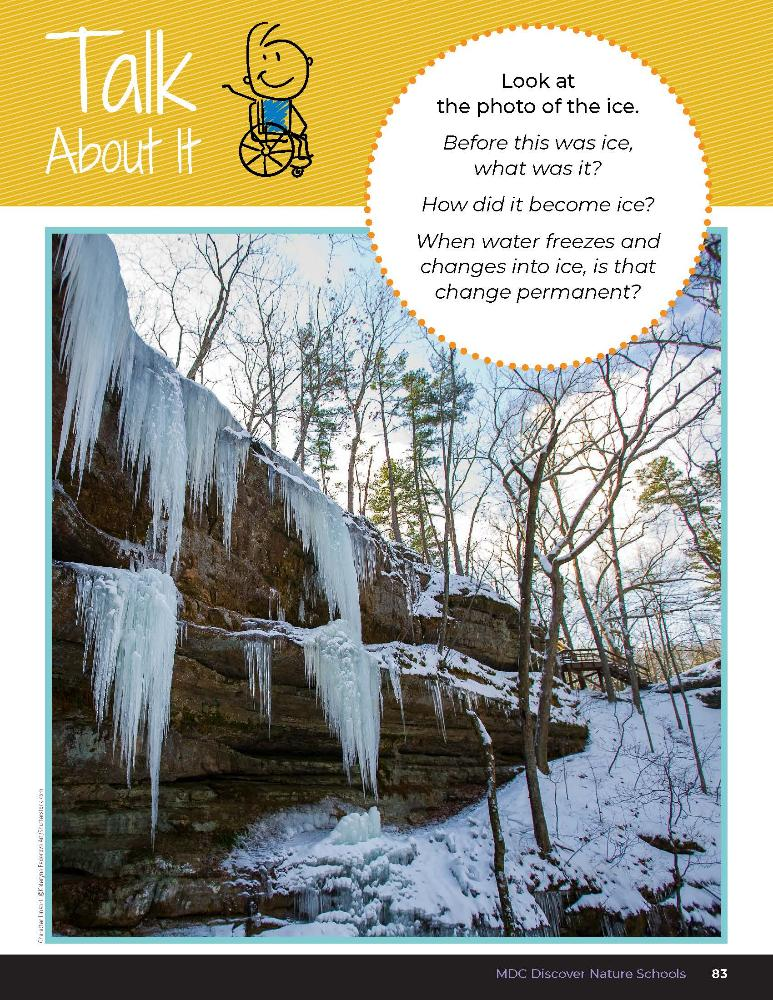 Talk
About It
Look at
the photo of the ice.
Before this was ice,
what was it?
How did it become ice?
When water freezes and
changes into ice, is that
change permanent?
MDC Discover Nature Schools 83